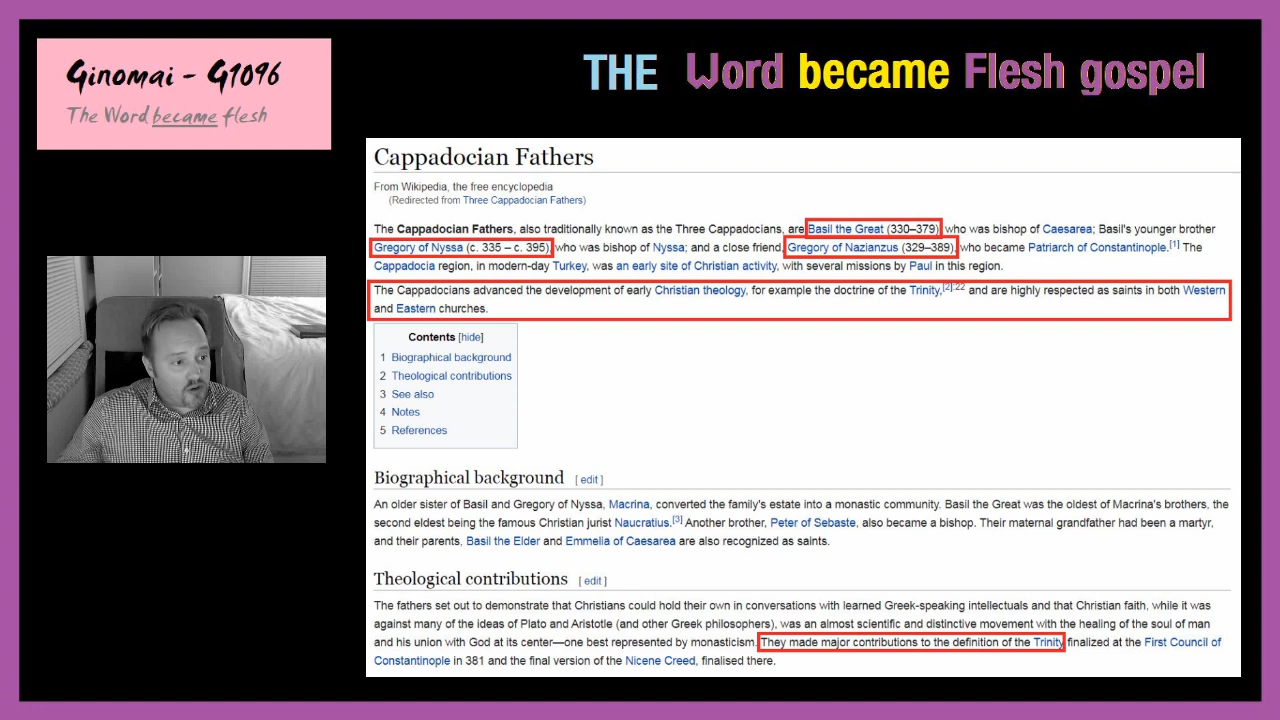 Ginomai - G1096
The Word became flesh
THE Word became Flesh gospel
Cappadocian Fathers
From Wikipedia, the free encyclopedia
(Redirected from Three Cappadocian Fathers)
The Cappadocian Fathers, also traditionally known as the Three Cappadocians, are Basil the Great (330–379), who was bishop of Caesarea; Basil's younger brother
Gregory of Nyssa (c. 335 – c. 395), who was bishop of Nyssa; and a close friend, Gregory of Nazianzus (329–389), who became Patriarch of Constantinople.[1] The
Cappadocia region, in modern-day Turkey, was an early site of Christian activity, with several missions by Paul in this region.
The Cappadocians advanced the development of early Christian theology, for example the doctrine of the Trinity,[2]:22 and are highly respected as saints in both Western
and Eastern churches.
Contents [hide]
1 Biographical background
2 Theological contributions
3 See also
4 Notes
5 References
Biographical background [ edit ]
An older sister of Basil and Gregory of Nyssa, Macrina, converted the family's estate into a monastic community. Basil the Great was the oldest of Macrina's brothers, the
second eldest being the famous Christian jurist Naucratius.[3] Another brother, Peter of Sebaste, also became a bishop. Their maternal grandfather had been a martyr,
and their parents, Basil the Elder and Emmelia of Caesarea are also recognized as saints.
Theological contributions [ edit ]
The fathers set out to demonstrate that Christians could hold their own in conversations with learned Greek-speaking intellectuals and that Christian faith, while it was
against many of the ideas of Plato and Aristotle (and other Greek philosophers), was an almost scientific and distinctive movement with the healing of the soul of man
and his union with God at its center—one best represented by monasticism. They made major contributions to the definition of the Trinity finalized at the First Council of
Constantinople in 381 and the final version of the Nicene Creed, finalised there.